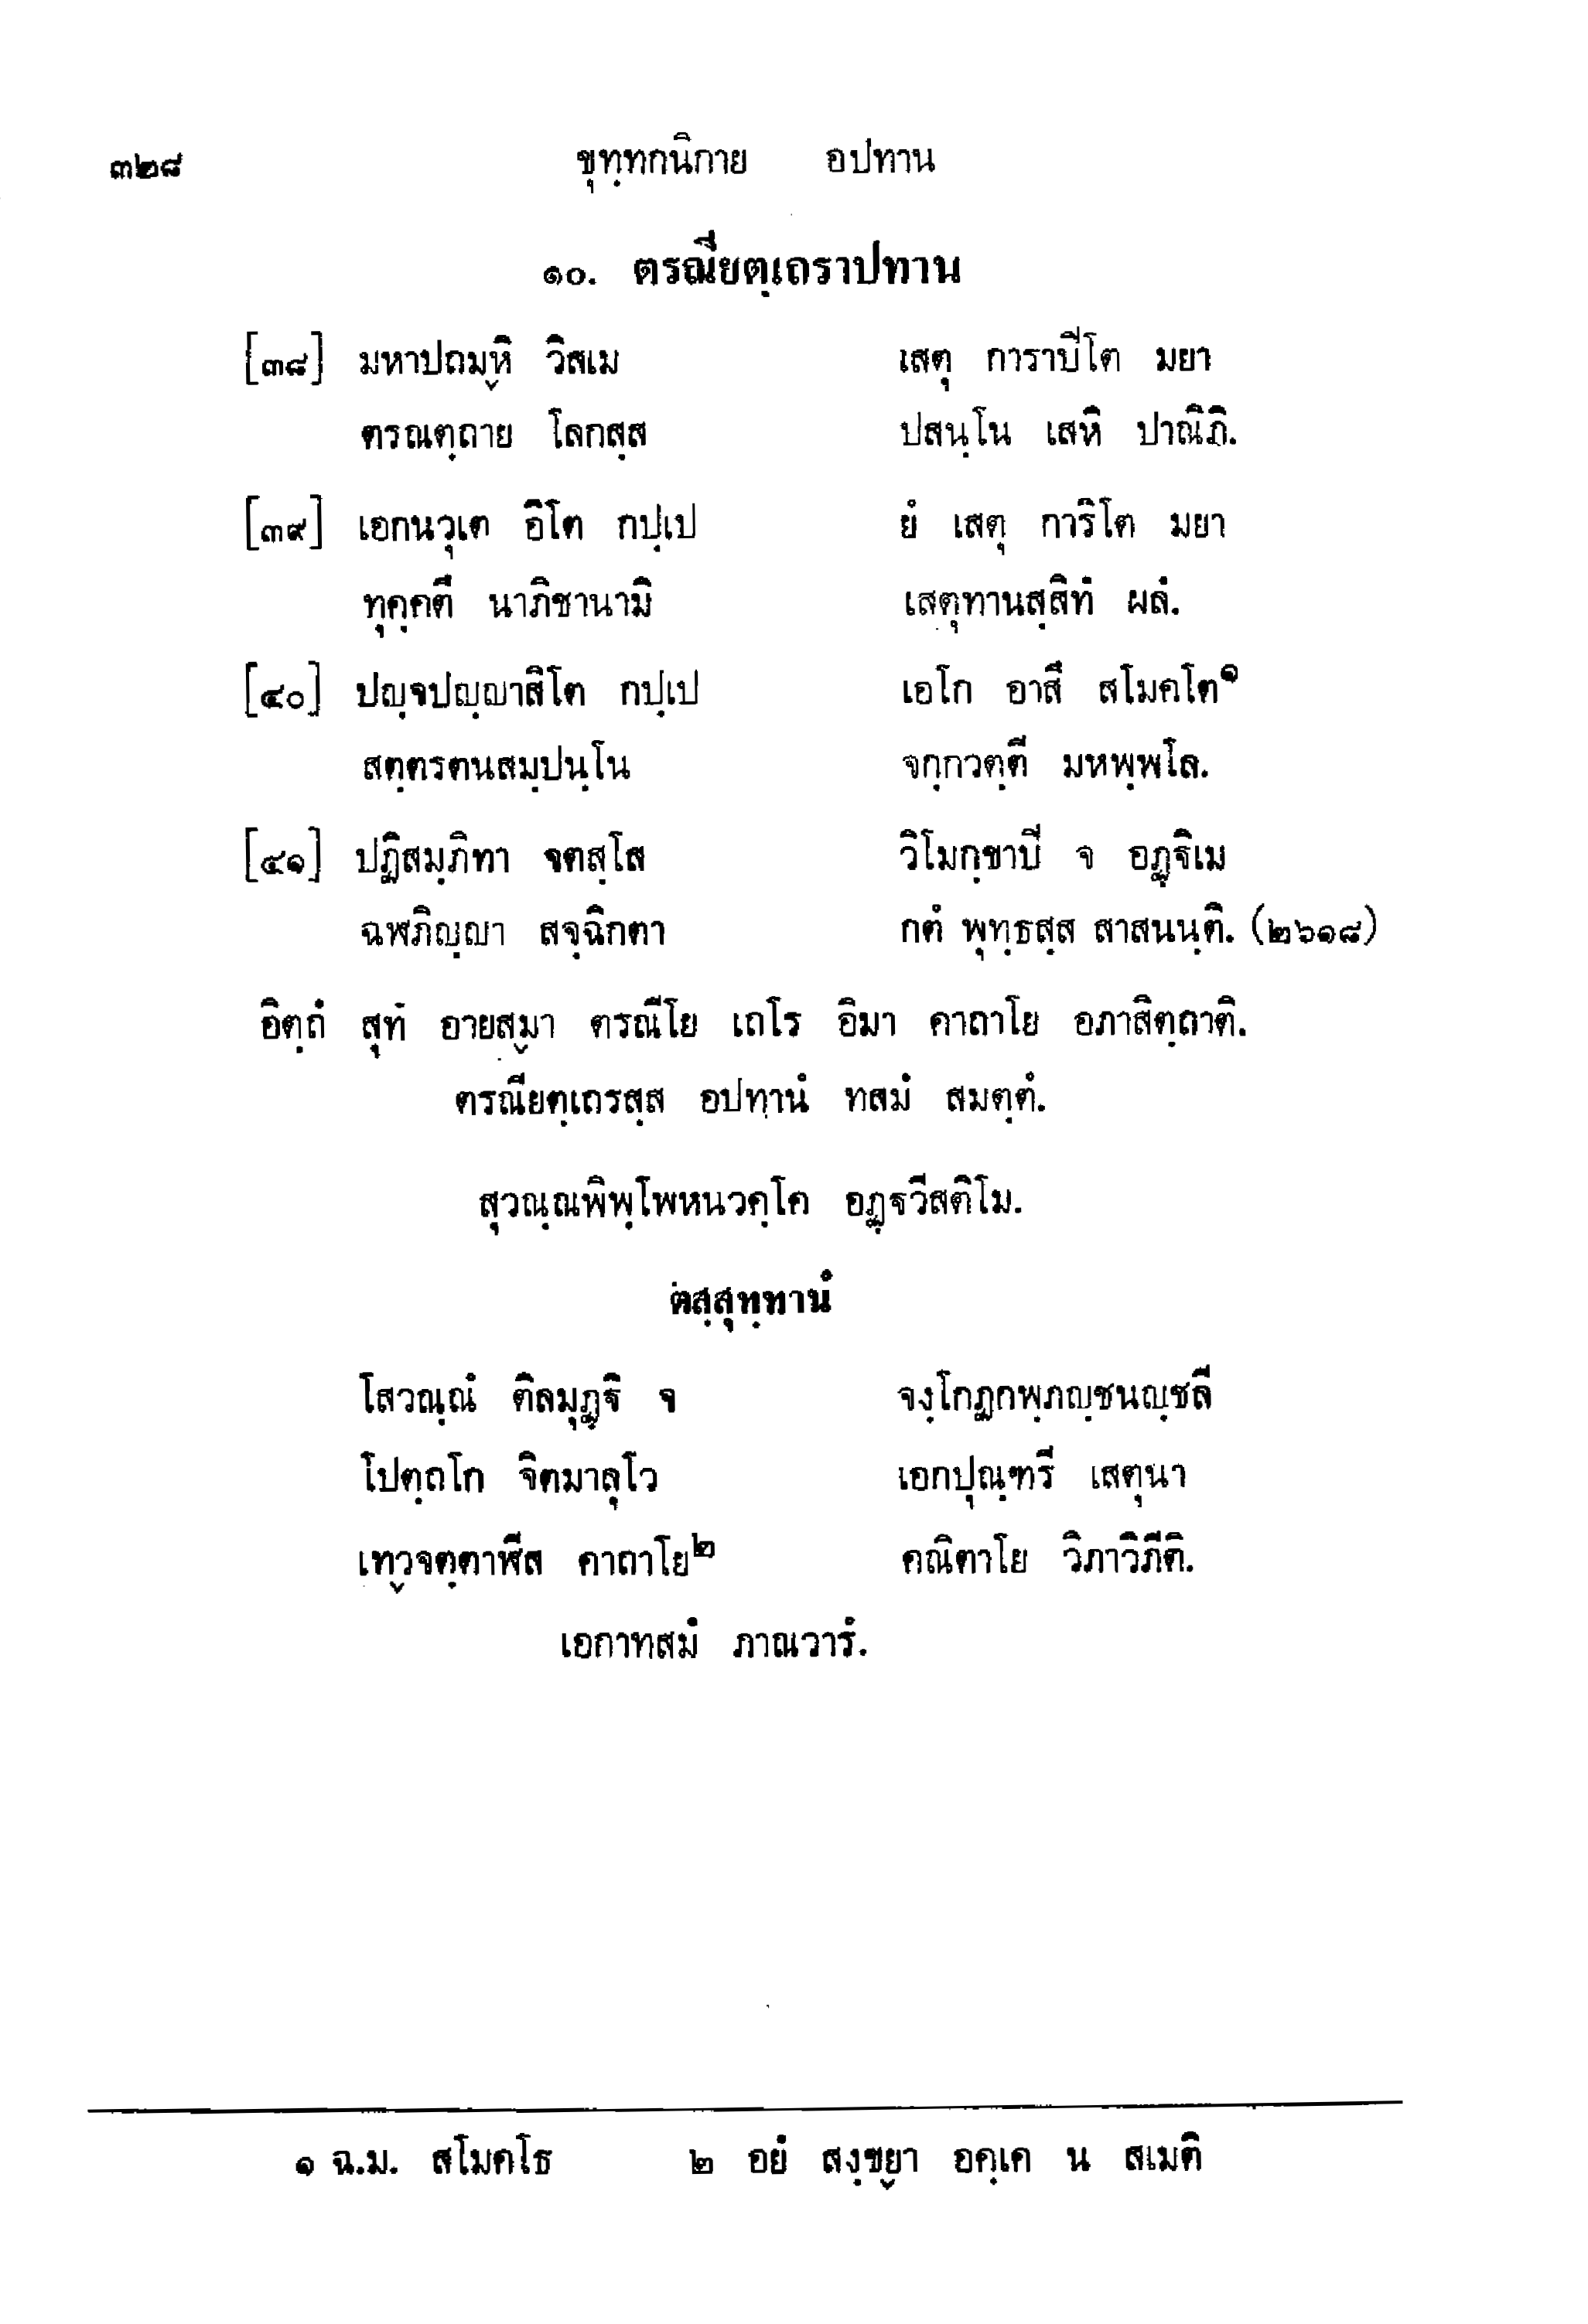 ๓๒๘ ขุทฺทกนิกาย อปทาน
๑๐. ตรณียตฺเถราปทาน
[๓๘] มหาปถมฺหิ วิสเม เสตุ การาปิโต มยา
ตรณตฺถาย โลกสฺส ปสนฺโน เสหิ ปาณิภิ.
[๓๙] เอกนวุเต อิโต กปฺเป ยํ เสตุ การิโต มยา
ทุคฺคตึ นาภิชานามิ เสตุทานสฺสิทํ ผลํ.
[๔๐] ปญฺจปญฺญาสิโต กปฺเป เอโก อาสึ สโมคโต๑
สตฺตรตนสมฺปนฺโน จกฺกวตฺตี มหพฺพโล.
[๔๑] ปฏิสมฺภิทา จตสฺโส วิโมกฺขาปิ จ อฏฺฐิเม
ฉฬภิญฺญา สจฺฉิกตา กตํ พุทฺธสฺส สาสนนฺติ. (๒๖๑๘)
อิตฺถํ สุทํ อายสฺมา ตรณีโย เถโร อิมา คาถาโย อภาสิตฺถาติ.
ตรณียตฺเถรสฺส อปทานํ ทสมํ สมตฺตํ.
สุวณฺณพิพฺโพหนวคฺโค อฏฺฐวีสติโม.
ตสฺสุทฺทานํ
โสวณฺณํ ติลมุฏฺฐิ จ จงฺโกฏกพฺภญฺชนญฺชลี
โปตฺถโก จิตมาลุโว เอกปุณฺฑรี เสตุนา
เทฺวจตฺตาฬีส คาถาโย๒ คณิตาโย วิภาวิภีติ.
เอกาทสมํ ภาณวารํ.
๑ ฉ.ม. สโมคโธ ๒ อยํ สงฺขฺยา อคฺเค น สเมติ